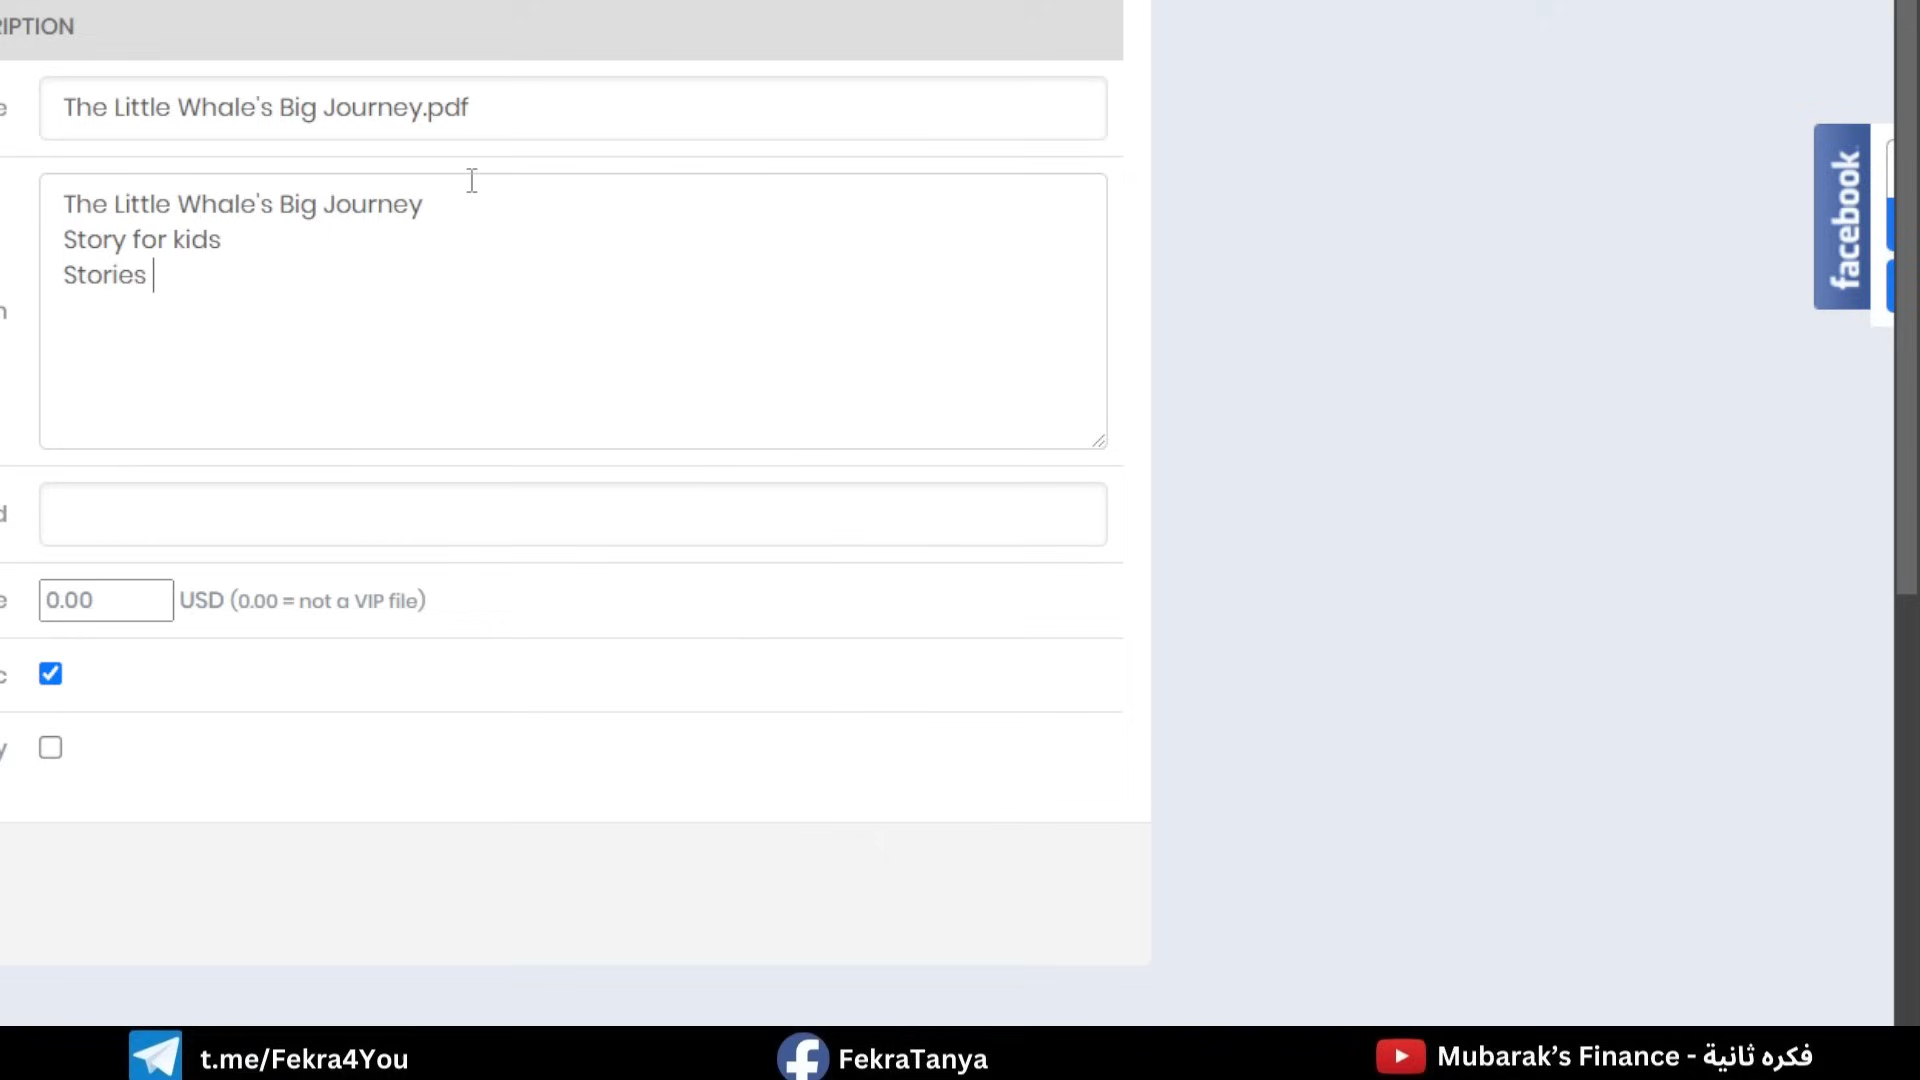 RIPTION
e
The Little Whale's Big Journey.pdf
The Little Whale's Big Journey
Story for kids
Stories
n
d
e
0.00 USD (0.00 = not a VIP file)
c
y
facebook
t.me/Fekra4You
FekraTanya
Mubarak’s Finance - فكره ثانية